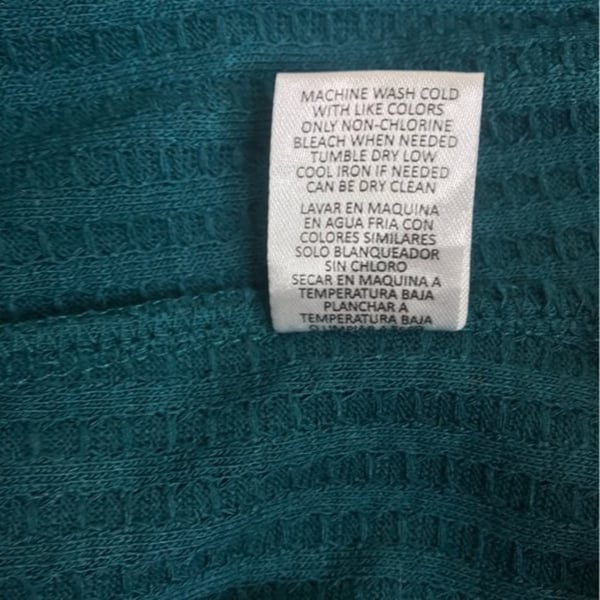 MACHINE WASH COLD
WITH LIKE COLORS
ONLY NON-CHLORINE
BLEACH WHEN NEEDED
TUMBLE DRY LOW
COOL IRON IF NEEDED
CAN BE DRY CLEAN
LAVAR EN MAQUINA
EN AGUA FRIA CON
COLORES SIMILARES
SOLO BLANQUEADOR
SIN CHLORO
SECAR EN MAQUINA A
TEMPERATURA BAJA
PLANCHAR A
TEMPERATURA BAJA